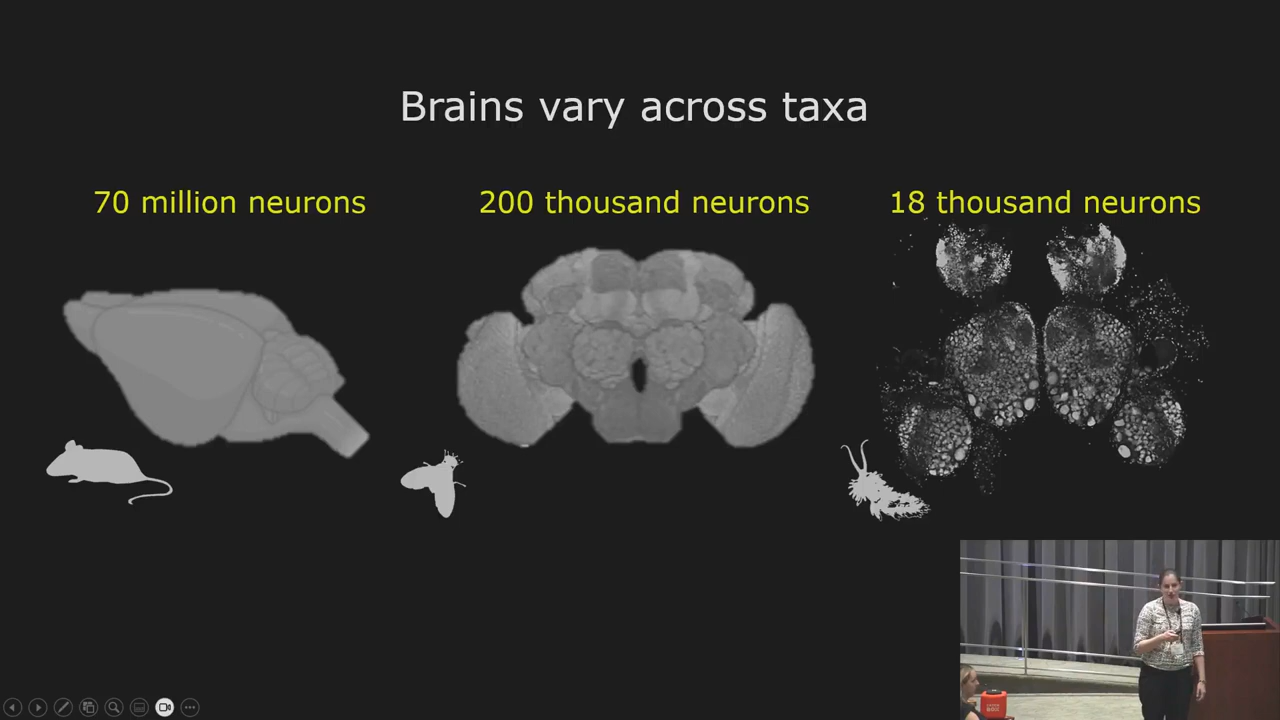 Brains vary across taxa
70 million neurons
200 thousand neurons
18 thousand neurons